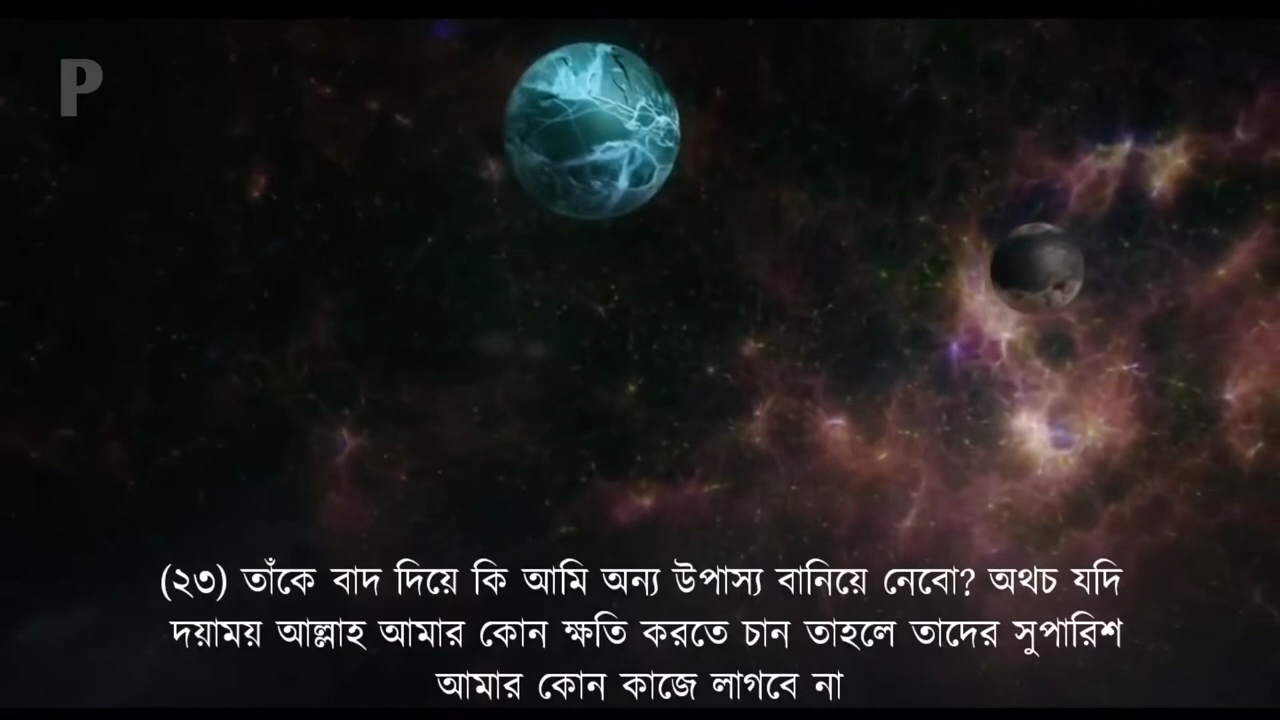 P
(২৩) তাঁকে বাদ দিয়ে কি আমি অন্য উপাস্য বানিয়ে নেবো? অথচ যদি
দয়াময় আল্লাহ আমার কোন ক্ষতি করতে চান তাহলে তাদের সুপারিশ
আমার কোন কাজে লাগবে না